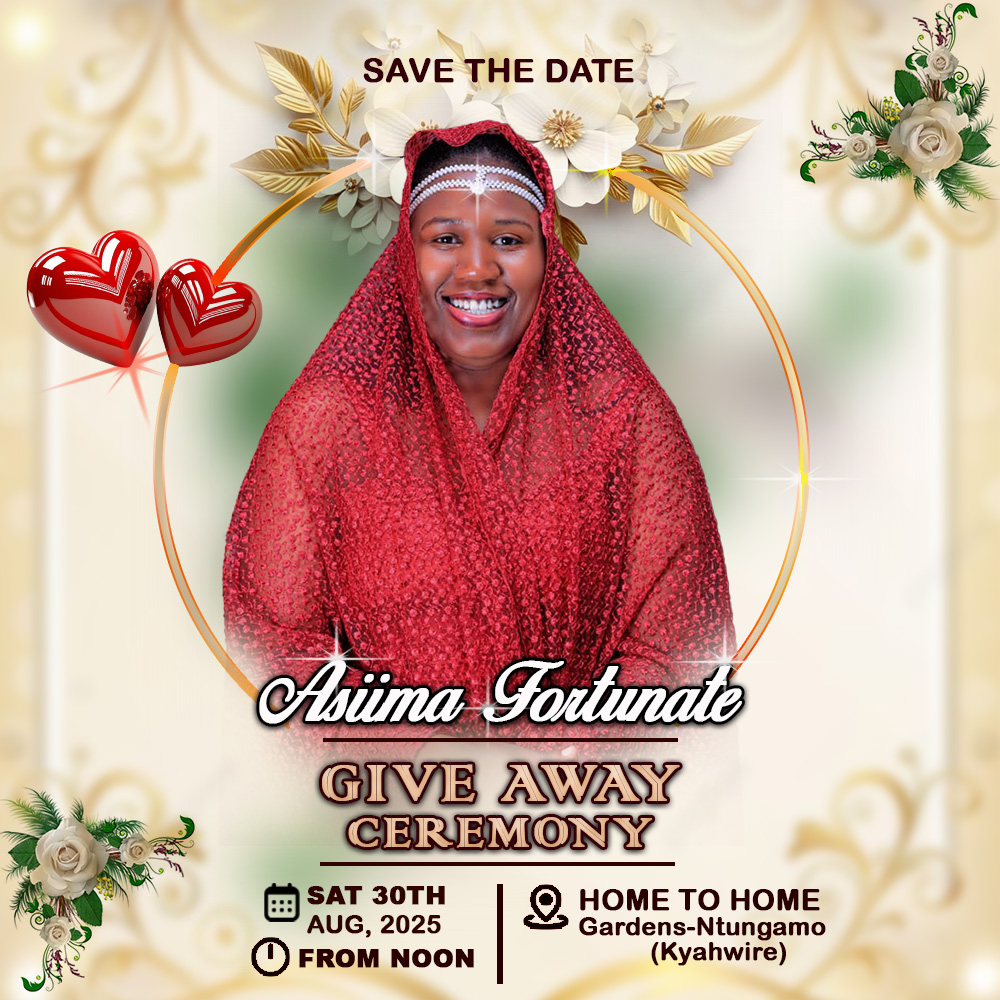 SAVE THE DATE
Asiima Fortunate
GIVE AWAY
CEREMONY
SAT 30TH
AUG, 2025
FROM NOON
HOME TO HOME
Gardens-Ntungamo
(Kyahwire)